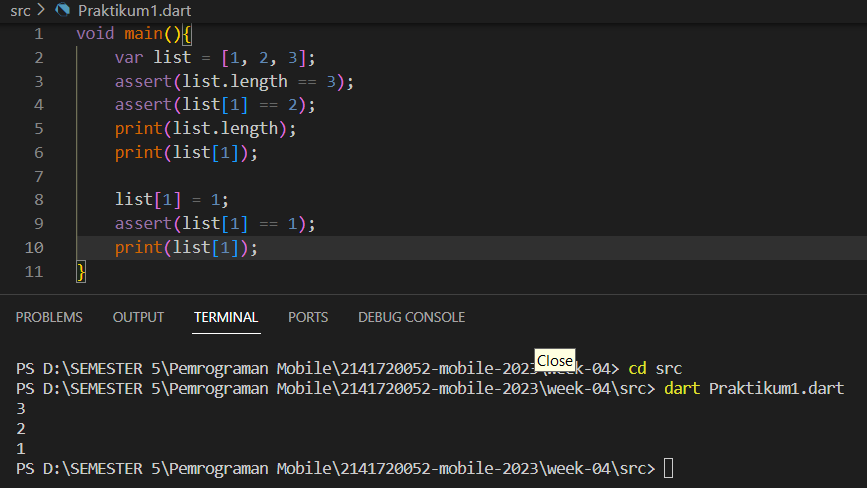 src > Praktikum1.dart
1 void main(){
2 var list = [1, 2, 3];
3 assert(list.length == 3);
4 assert(list[1] == 2);
5 print(list.length);
6 print(list[1]);
7
8 list[1] = 1;
9 assert(list[1] == 1);
10 print(list[1]);
11 }
PROBLEMS OUTPUT TERMINAL PORTS DEBUG CONSOLE
Close
PS D:\SEMESTER 5\Pemrograman Mobile\2141720052-mobile-2023\week-04> cd src
PS D:\SEMESTER 5\Pemrograman Mobile\2141720052-mobile-2023\week-04\src> dart Praktikum1.dart
3
2
1
PS D:\SEMESTER 5\Pemrograman Mobile\2141720052-mobile-2023\week-04\src>